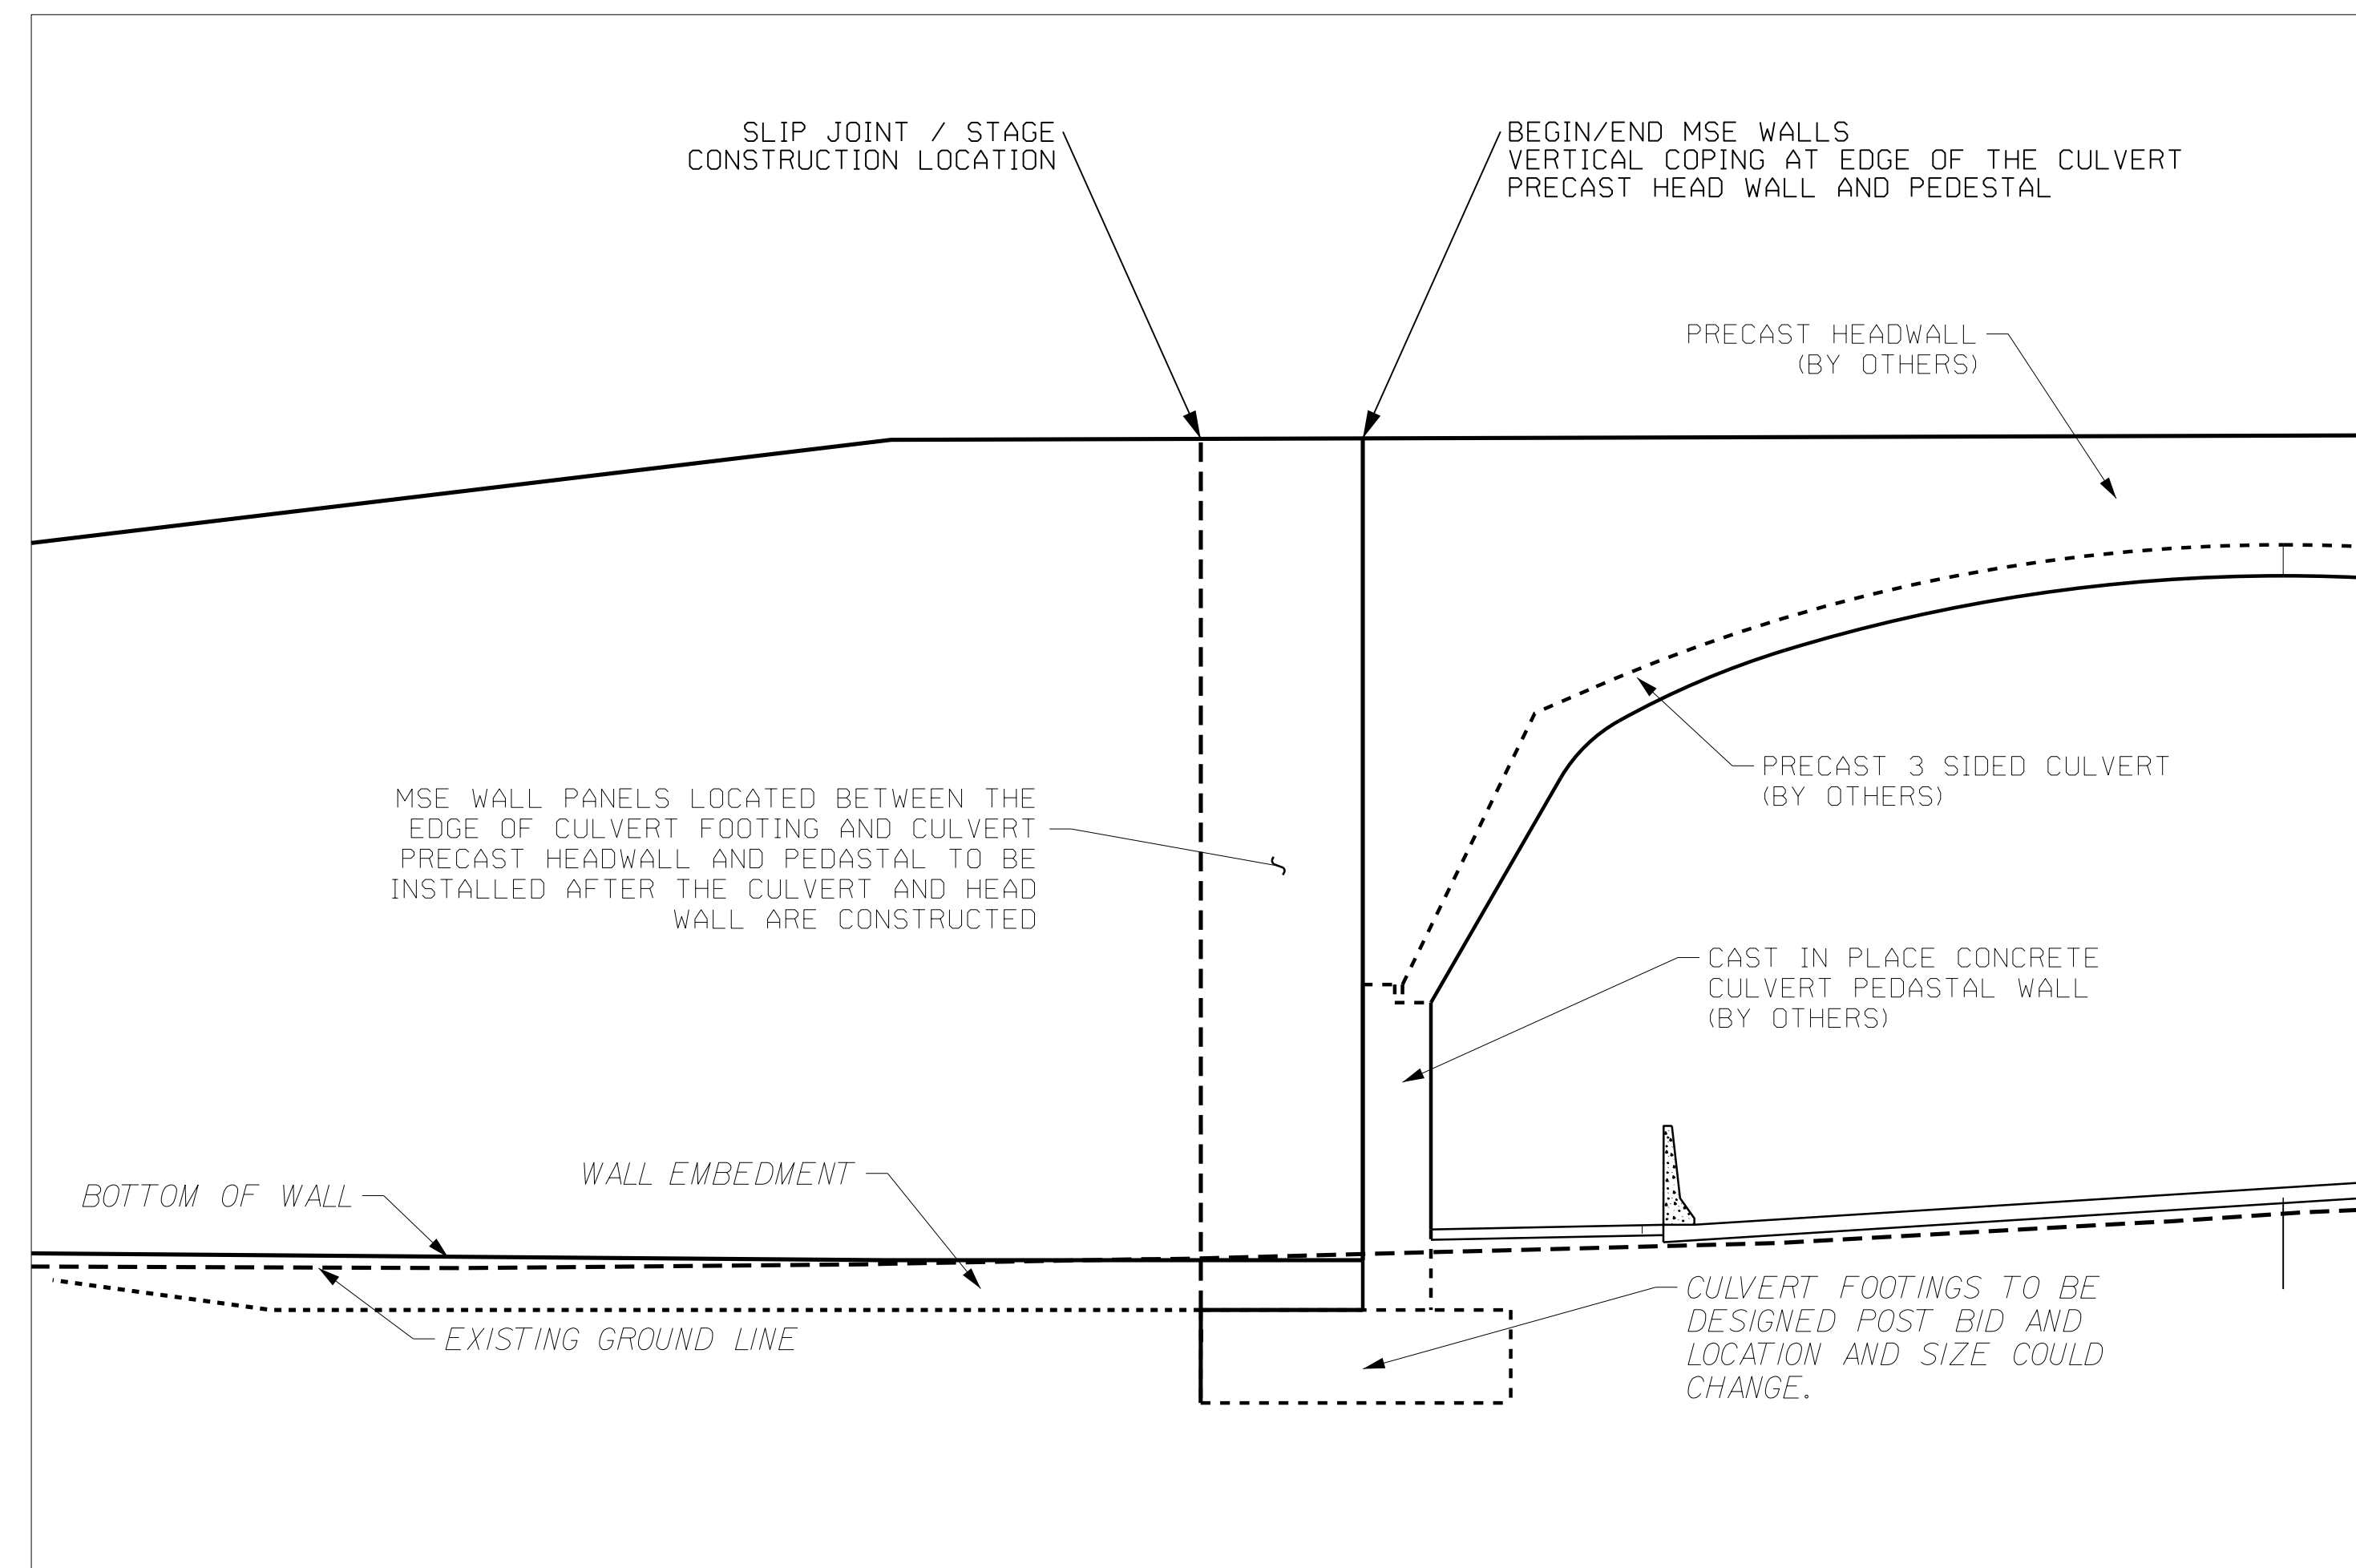 SLIP JOINT / STAGE
CONSTRUCTION LOCATION
BEGIN/END MSE WALLS
VERTICAL COPING AT EDGE OF THE CULVERT
PRECAST HEAD WALL AND PEDESTAL
PRECAST HEADWALL
(BY OTHERS)
PRECAST 3 SIDED CULVERT
(BY OTHERS)
MSE WALL PANELS LOCATED BETWEEN THE
EDGE OF CULVERT FOOTING AND CULVERT
PRECAST HEADWALL AND PEDASTAL TO BE
INSTALLED AFTER THE CULVERT AND HEAD
WALL ARE CONSTRUCTED
CAST IN PLACE CONCRETE
CULVERT PEDASTAL WALL
(BY OTHERS)
WALL EMBEDMENT
BOTTOM OF WALL
EXISTING GROUND LINE
CULVERT FOOTINGS TO BE
DESIGNED POST BID AND
LOCATION AND SIZE COULD
CHANGE.